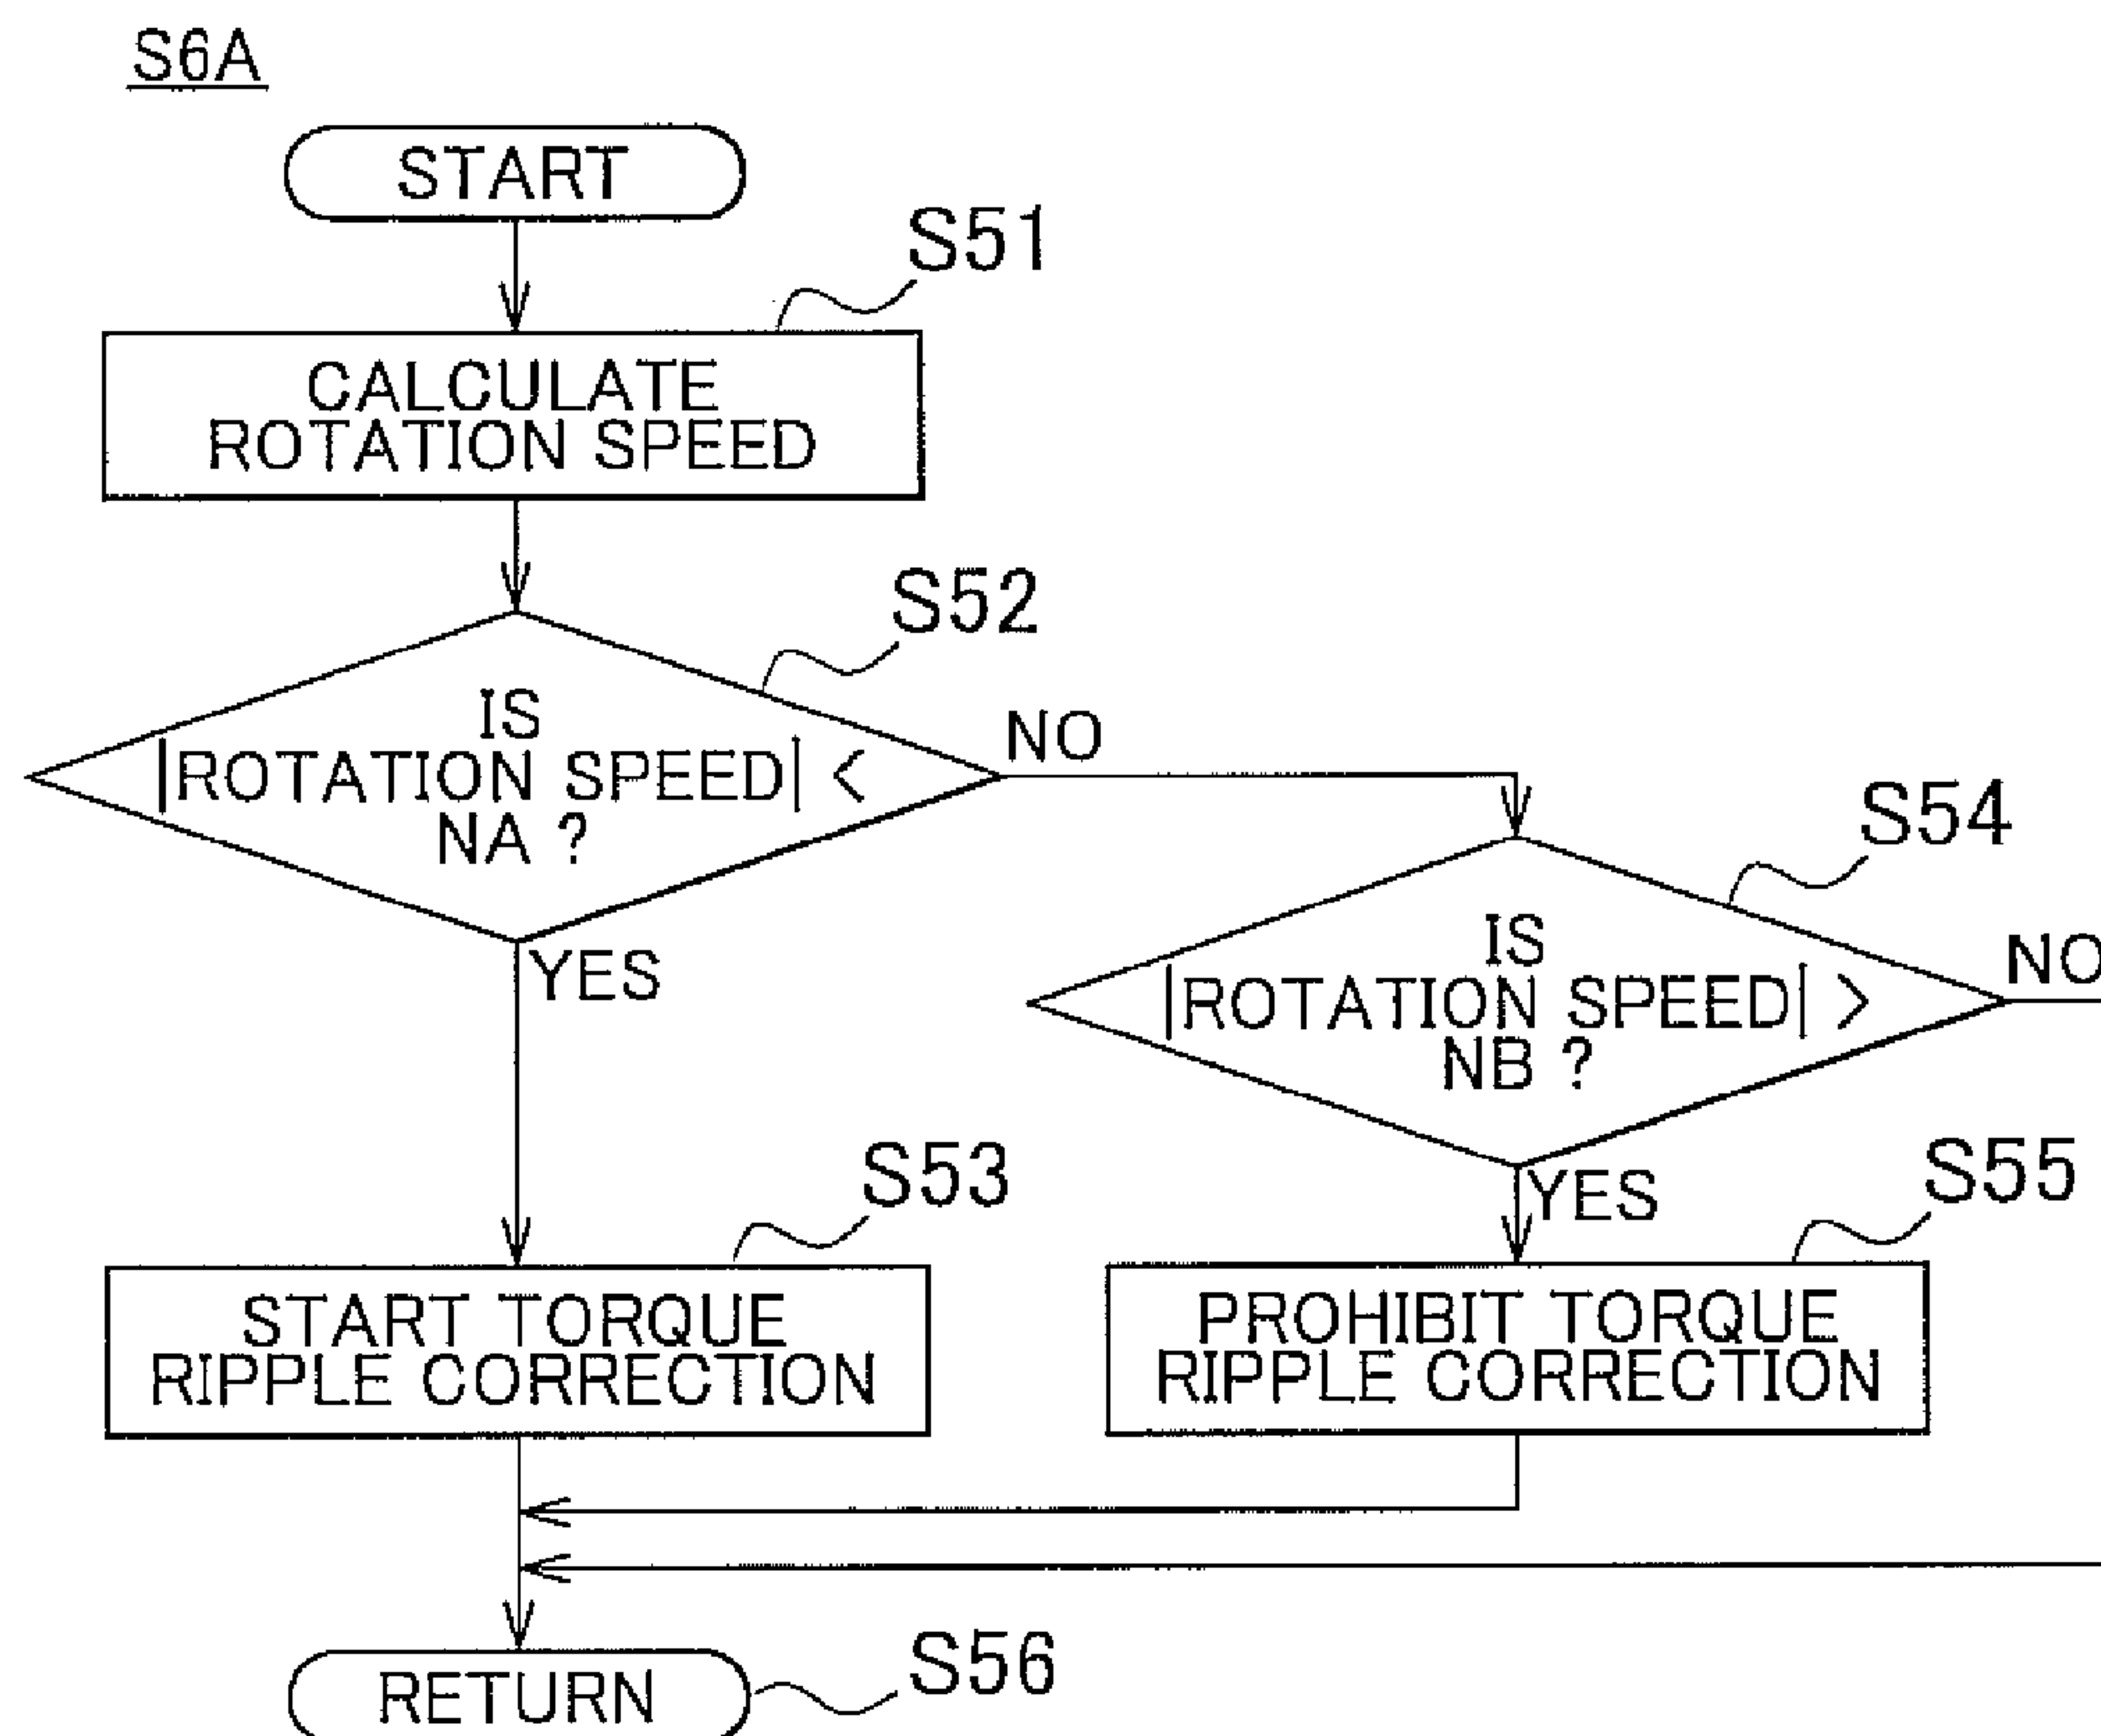 S6A
START
S51
CALCULATE
ROTATION SPEED
S52
IS
|ROTATION SPEED| <
NA ?
NO
YES
S54
IS
|ROTATION SPEED| >
NB ?
NO
YES
S53
START TORQUE
RIPPLE CORRECTION
S55
PROHIBIT TORQUE
RIPPLE CORRECTION
RETURN
S56